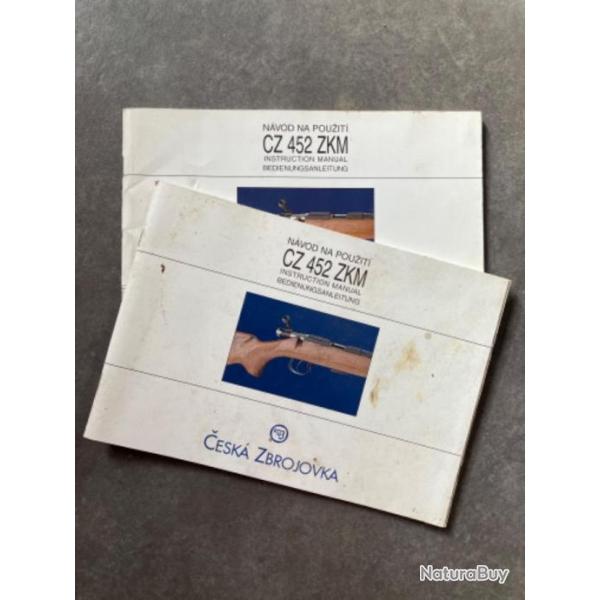 NÁVOD NA POUŽITÍ
CZ 452 ZKM
INSTRUCTION MANUAL
BEDIENUNGSANLEITUNG
NÁVOD NA POUŽITÍ
CZ 452 ZKM
INSTRUCTION MANUAL
BEDIENUNGSANLEITUNG
ČESKÁ ZBROJOVKA
NaturaBuy